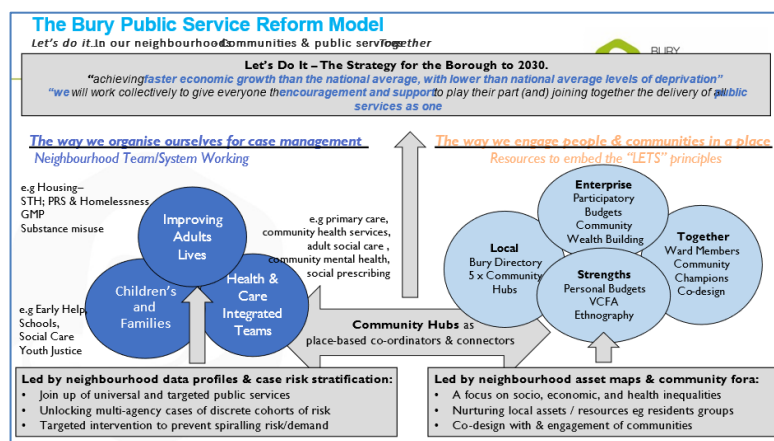 The Bury Public Service Reform Model
Let's do it...in our neighbourhoods Communities & public services Together
BURY
Let's Do It – The Strategy for the Borough to 2030.
"achieving faster economic growth than the national average, with lower than national average levels of deprivation"
"we will work collectively to give everyone the encouragement and support to play their part (and) joining together the delivery of all public
services as one
The way we organise ourselves for case management
Neighbourhood Team/System Working
The way we engage people & communities in a place
Resources to embed the "LETS" principles
e.g Housing–
STH; PRS & Homelessness
GMP
Substance misuse
Improving
Adults
Lives
e.g primary care,
community health services,
adult social care ,
community mental health,
social prescribing
Children's
and
Families
Health &
Care
Integrated
Teams
e.g Early Help,
Schools,
Social Care
Youth Justice
Enterprise
Participatory
Budgets
Community
Wealth Building
Local
Bury Directory
5 x Community
Hubs
Together
Ward Members
Community
Champions
Co-design
Strengths
Personal Budgets
VCFA
Ethnography
Community Hubs as
place-based co-ordinators & connectors
Led by neighbourhood data profiles & case risk stratification:
• Join up of universal and targeted public services
• Unlocking multi-agency cases of discrete cohorts of risk
• Targeted intervention to prevent spiralling risk/demand
Led by neighbourhood asset maps & community fora:
• A focus on socio, economic, and health inequalities
• Nurturing local assets / resources eg residents groups
• Co-design with & engagement of communities